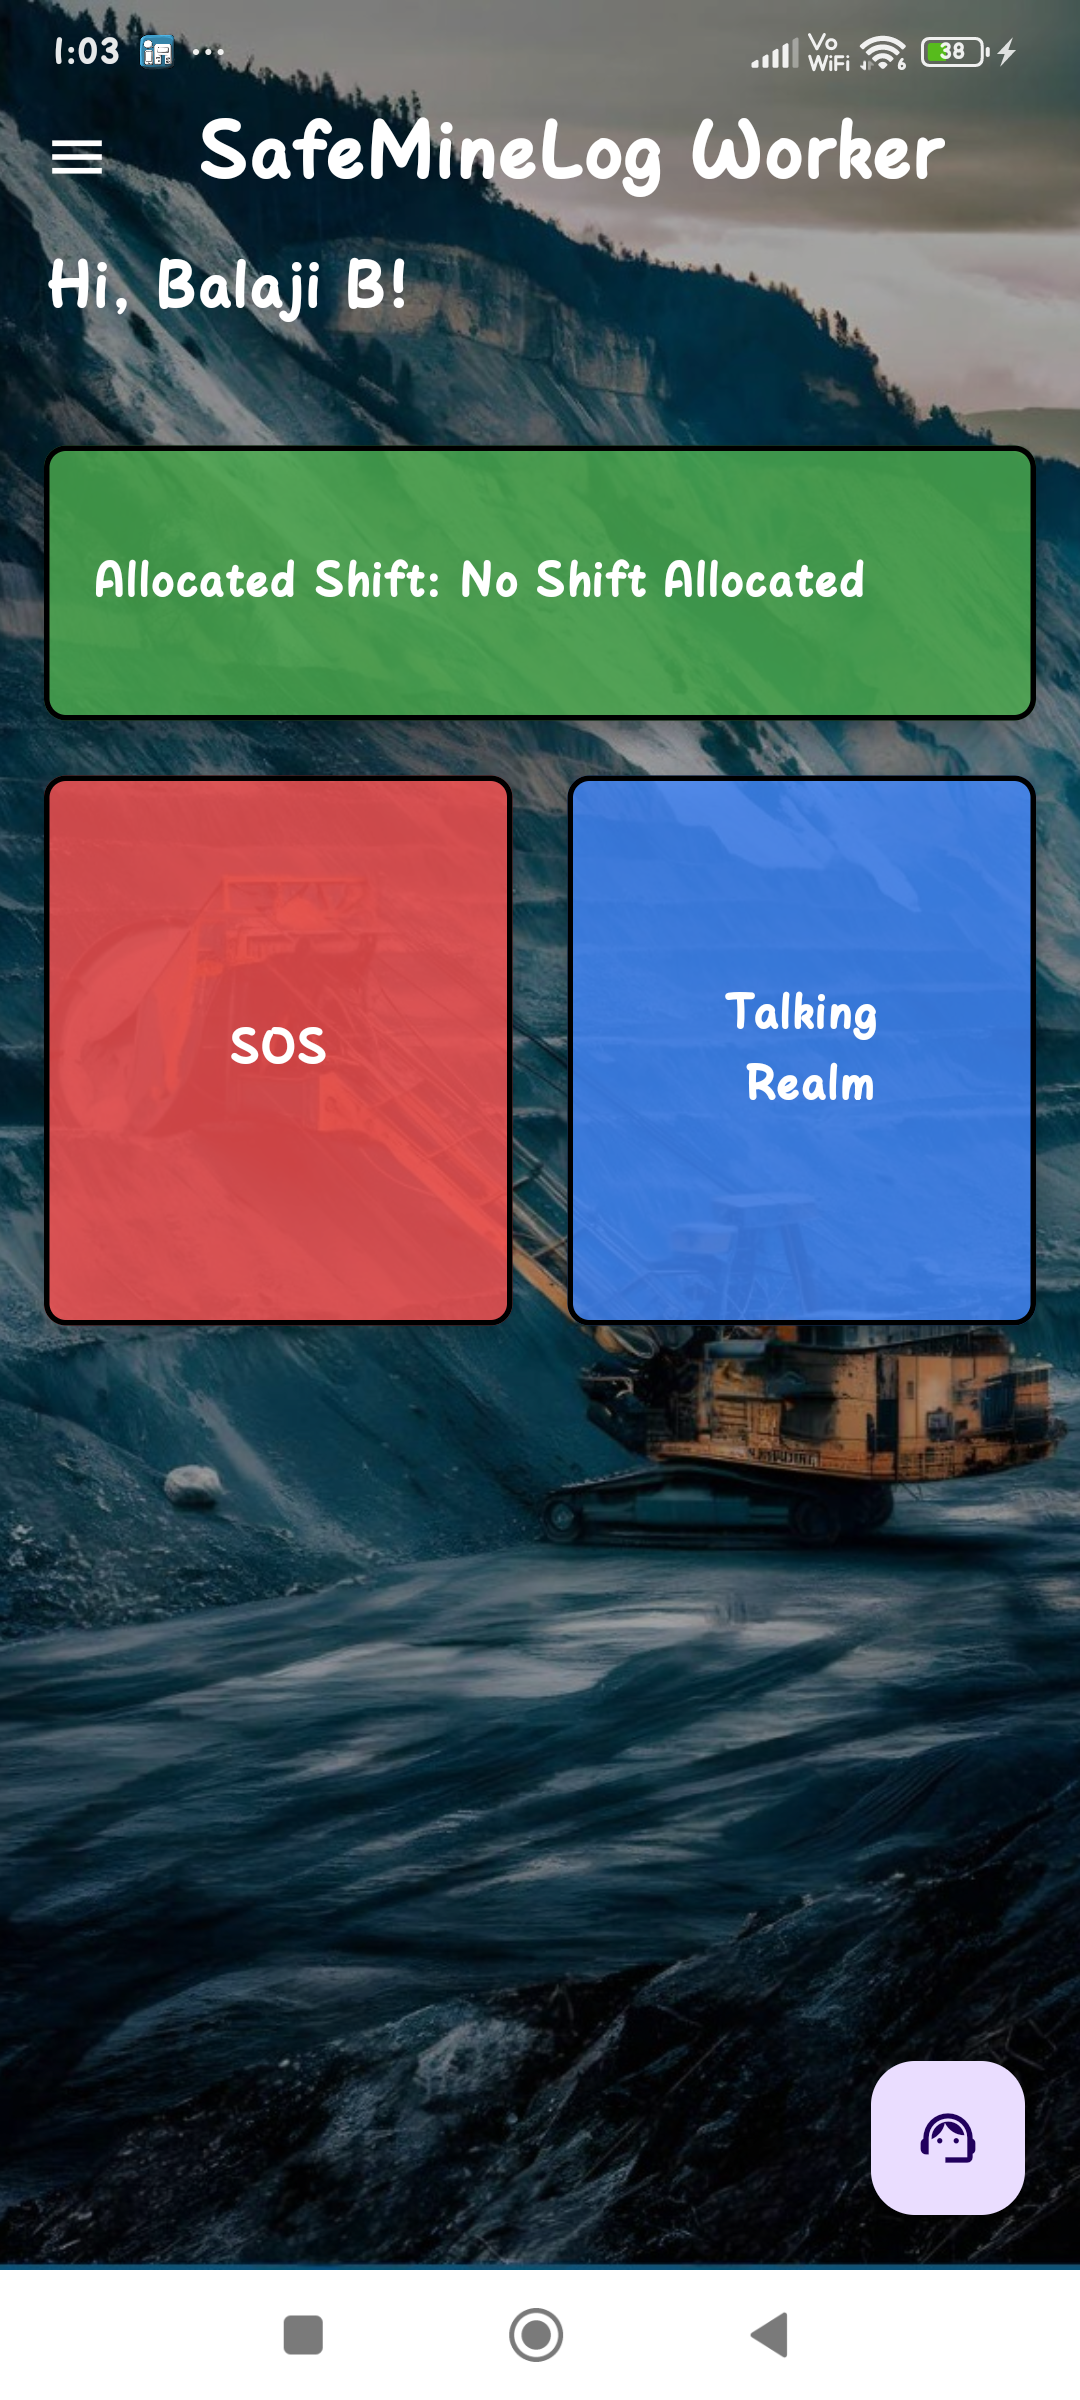 1:03
Vo
WiFi
6
38
SafeMineLog Worker
Hi, Balaji B!
Allocated Shift: No Shift Allocated
SOS
Talking
Realm